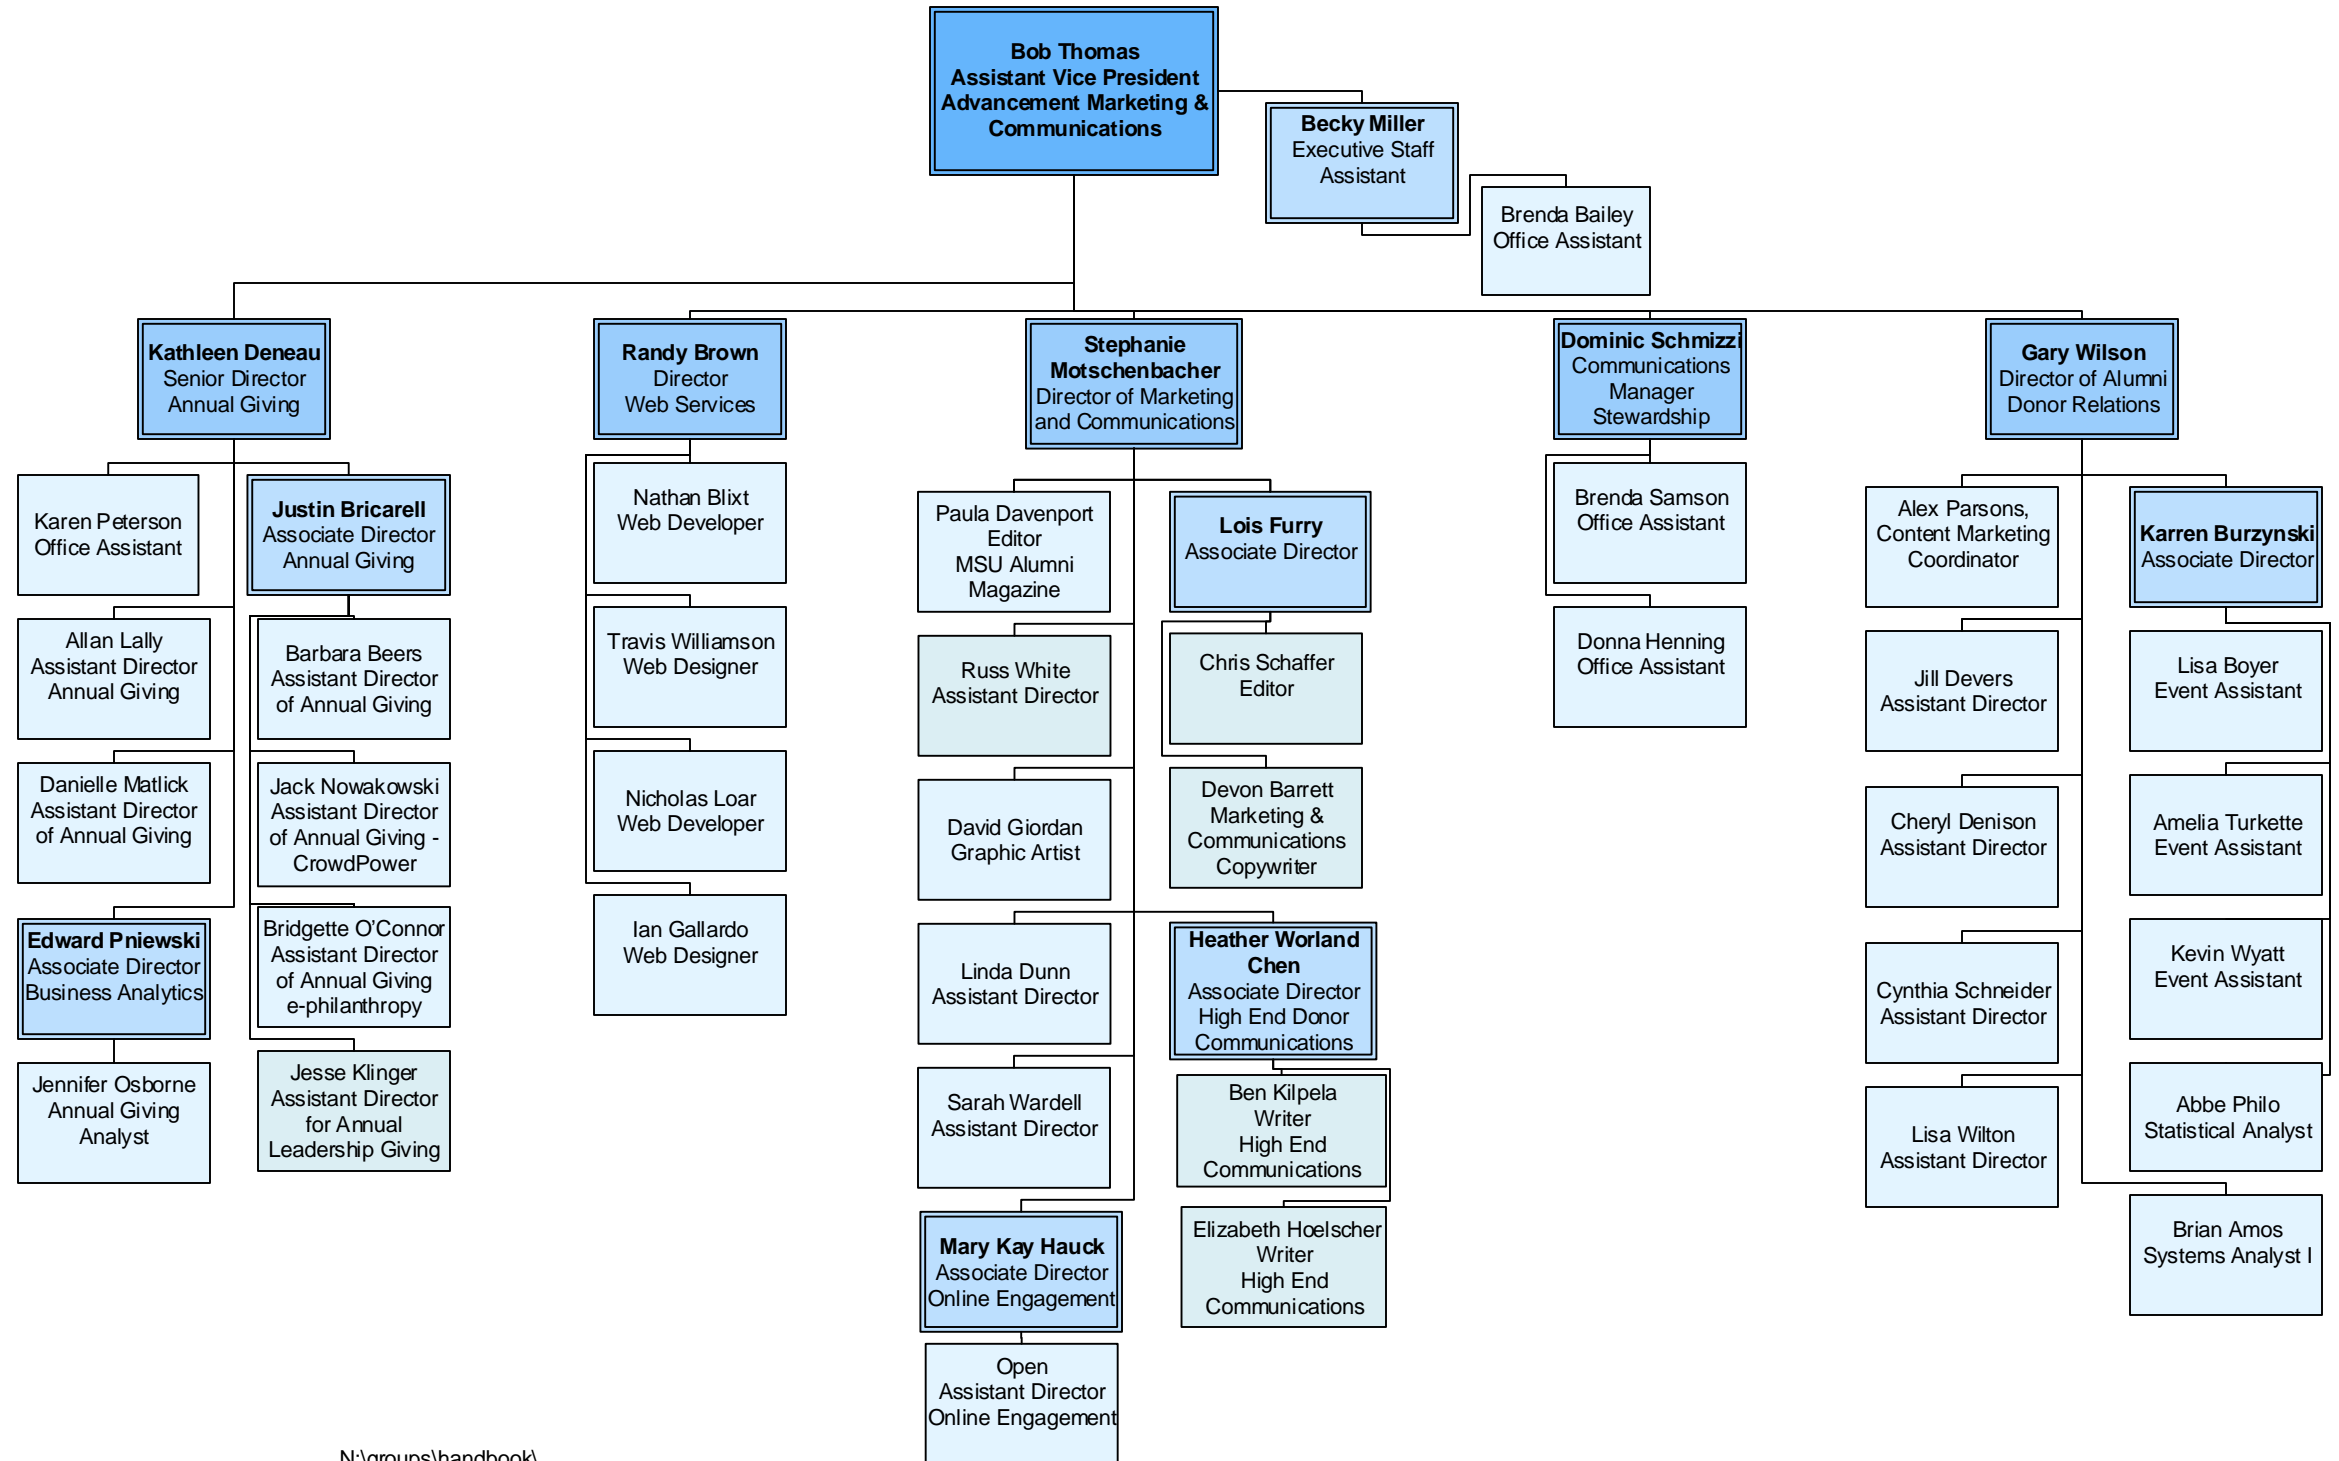 Bob Thomas
Assistant Vice President
Advancement Marketing &
Communications
Becky Miller
Executive Staff
Assistant
Brenda Bailey
Office Assistant
Kathleen Deneau
Senior Director
Annual Giving
Randy Brown
Director
Web Services
Stephanie
Motschenbacher
Director of Marketing
and Communications
Dominic Schmizzi
Communications
Manager
Stewardship
Gary Wilson
Director of Alumni
Donor Relations
Karen Peterson
Office Assistant
Justin Bricarell
Associate Director
Annual Giving
Allan Lally
Assistant Director
Annual Giving
Barbara Beers
Assistant Director
of Annual Giving
Danielle Matlick
Assistant Director
of Annual Giving
Jack Nowakowski
Assistant Director
of Annual Giving -
CrowdPower
Edward Pniewski
Associate Director
Business Analytics
Bridgette O'Connor
Assistant Director
of Annual Giving
e-philanthropy
Jennifer Osborne
Annual Giving
Analyst
Jesse Klinger
Assistant Director
for Annual
Leadership Giving
Nathan Blixt
Web Developer
Travis Williamson
Web Designer
Nicholas Loar
Web Developer
Ian Gallardo
Web Designer
Paula Davenport
Editor
MSU Alumni
Magazine
Lois Furry
Associate Director
Russ White
Assistant Director
Chris Schaffer
Editor
David Giordan
Graphic Artist
Devon Barrett
Marketing &
Communications
Copywriter
Linda Dunn
Assistant Director
Heather Worland
Chen
Associate Director
High End Donor
Communications
Sarah Wardell
Assistant Director
Ben Kilpela
Writer
High End
Communications
Mary Kay Hauck
Associate Director
Online Engagement
Elizabeth Hoelscher
Writer
High End
Communications
Open
Assistant Director
Online Engagement
Brenda Samson
Office Assistant
Donna Henning
Office Assistant
Alex Parsons,
Content Marketing
Coordinator
Karren Burzynski
Associate Director
Jill Devers
Assistant Director
Lisa Boyer
Event Assistant
Cheryl Denison
Assistant Director
Amelia Turkette
Event Assistant
Cynthia Schneider
Assistant Director
Kevin Wyatt
Event Assistant
Lisa Wilton
Assistant Director
Abbe Philo
Statistical Analyst
Brian Amos
Systems Analyst I
N:\groups\handbook\